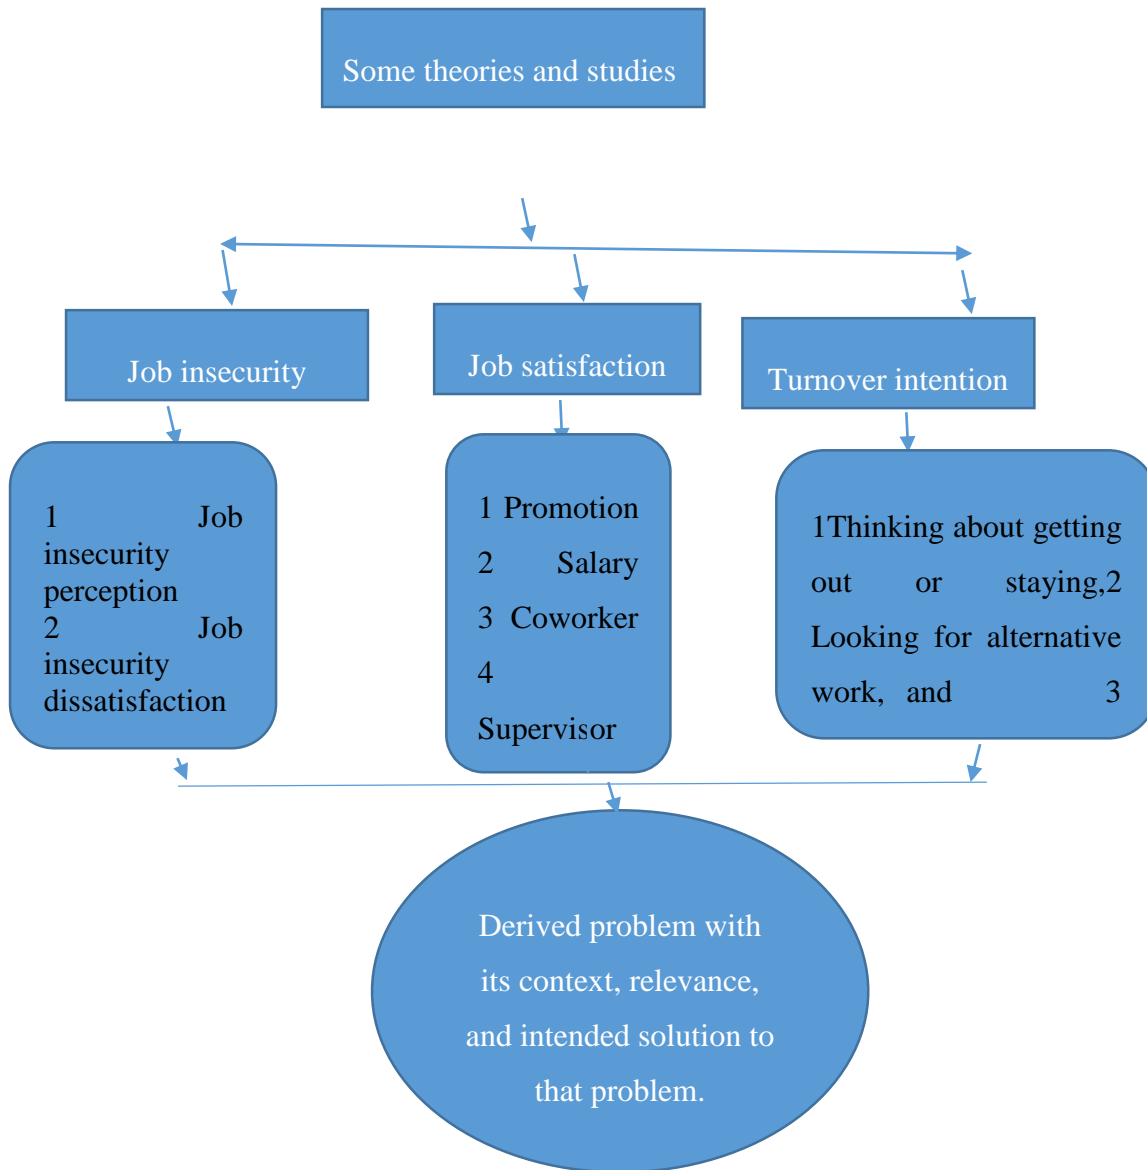 Some theories and studies
Job insecurity
Job satisfaction
Turnover intention
1 Job
insecurity
perception
2 Job
insecurity
dissatisfaction
1 Promotion
2 Salary
3 Coworker
4
Supervisor
1Thinking about getting
out or staying,2
Looking for alternative
work, and 3
Derived problem with
its context, relevance,
and intended solution to
that problem.